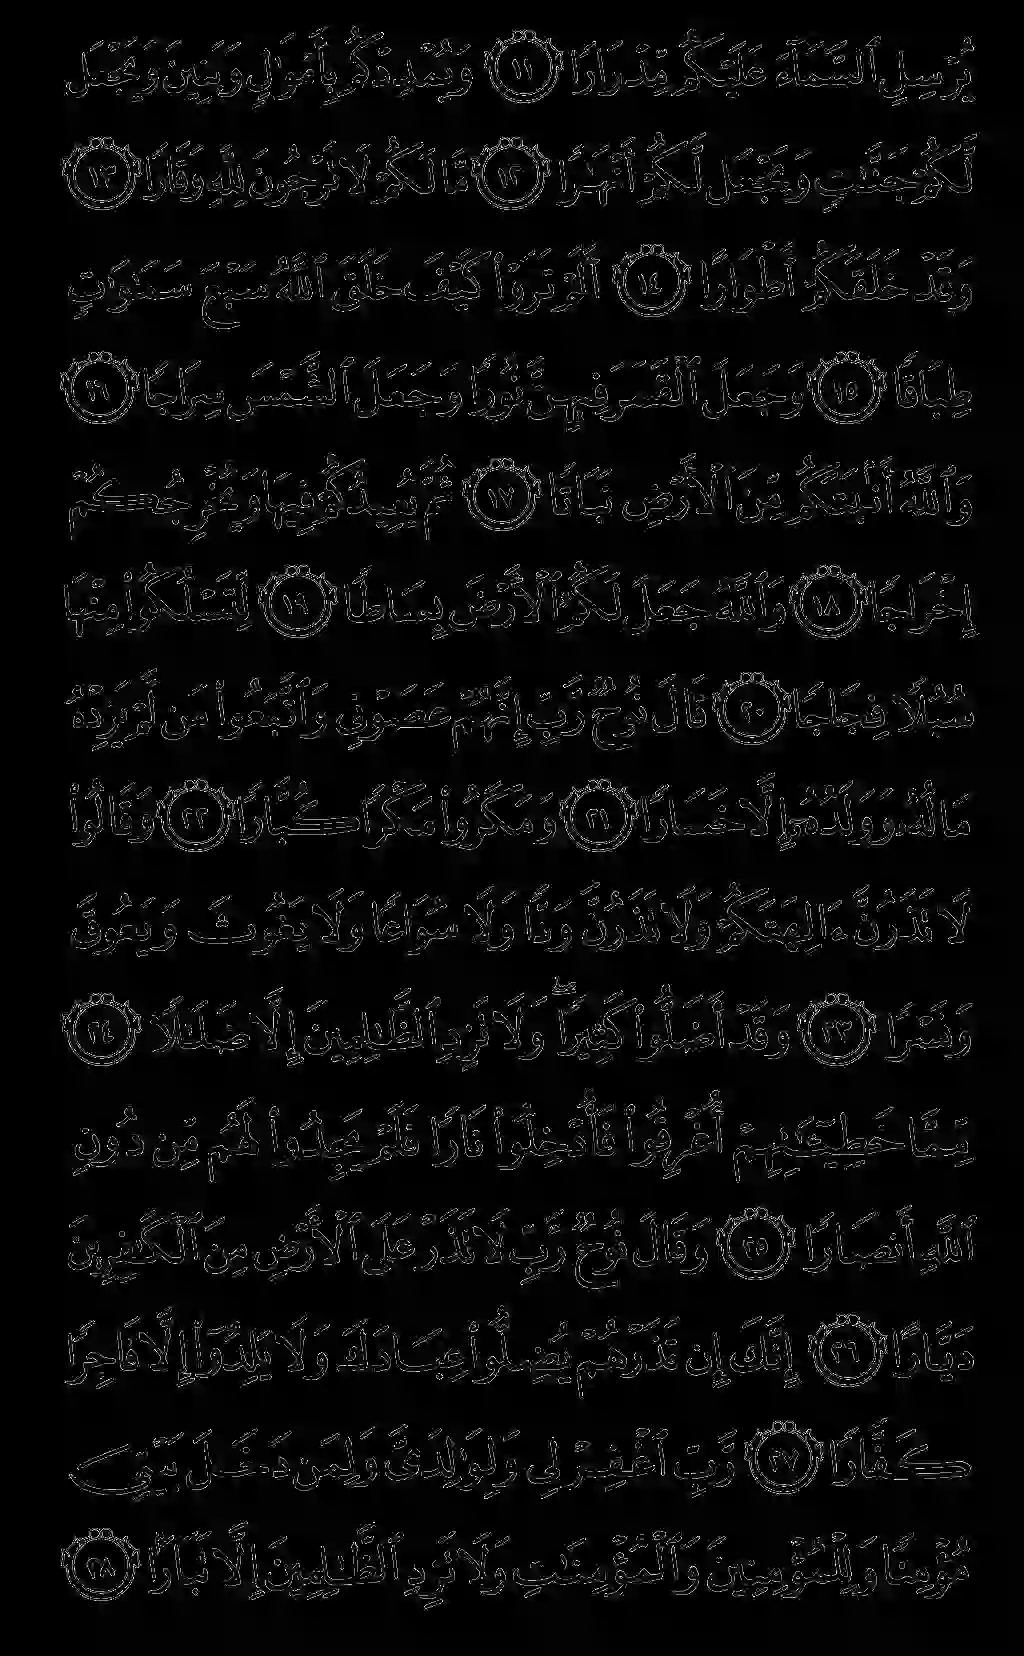 يُرْسِلِ ٱلسَّمَآءَ عَلَيْكُم مِّدْرَارًا ١١ وَيُمْدِدْكُم بِأَمْوَٰلٍ وَبَنِينَ وَيَجْعَل
لَّكُمْ جَنَّٰتٍ وَيَجْعَل لَّكُمْ أَنْهَٰرًا ١٢ مَّا لَكُمْ لَا تَرْجُونَ لِلَّهِ وَقَارًا ١٣
وَقَدْ خَلَقَكُمْ أَطْوَارًا ١٤ أَلَمْ تَرَوْا۟ كَيْفَ خَلَقَ ٱللَّهُ سَبْعَ سَمَٰوَٰتٍ
طِبَاقًا ١٥ وَجَعَلَ ٱلْقَمَرَ فِيهِنَّ نُورًا وَجَعَلَ ٱلشَّمْسَ سِرَاجًا ١٦
وَٱللَّهُ أَنۢبَتَكُم مِّنَ ٱلْأَرْضِ نَبَاتًا ١٧ ثُمَّ يُعِيدُكُمْ فِيهَا وَيُخْرِجُكُمْ
إِخْرَاجًا ١٨ وَٱللَّهُ جَعَلَ لَكُمُ ٱلْأَرْضَ بِسَاطًا ١٩ لِّتَسْلُكُوا۟ مِنْهَا
سُبُلًا فِجَاجًا ٢٠ قَالَ نُوحٌ رَّبِّ إِنَّهُمْ عَصَوْنِى وَٱتَّبَعُوا۟ مَن لَّمْ يَزِدْهُ
مَالُهُۥ وَوَلَدُهُۥٓ إِلَّا خَسَارًا ٢١ وَمَكَرُوا۟ مَكْرًا كُبَّارًا ٢٢ وَقَالُوا۟
لَا تَذَرُنَّ ءَالِهَتَكُمْ وَلَا تَذَرُنَّ وَدًّا وَلَا سُوَاعًا وَلَا يَغُوثَ وَيَعُوقَ
وَنَسْرًا ٢٣ وَقَدْ أَضَلُّوا۟ كَثِيرًا ۖ وَلَا تَزِدِ ٱلظَّٰلِمِينَ إِلَّا ضَلَٰلًا ٢٤
مِّمَّا خَطِيٓـَٰٔتِهِمْ أُغْرِقُوا۟ فَأُدْخِلُوا۟ نَارًا فَلَمْ يَجِدُوا۟ لَهُم مِّن دُونِ
ٱللَّهِ أَنصَارًا ٢٥ وَقَالَ نُوحٌ رَّبِّ لَا تَذَرْ عَلَى ٱلْأَرْضِ مِنَ ٱلْكَٰفِرِينَ
دَيَّارًا ٢٦ إِنَّكَ إِن تَذَرْهُمْ يُضِلُّوا۟ عِبَادَكَ وَلَا يَلِدُوٓا۟ إِلَّا فَاجِرًا
كَفَّارًا ٢٧ رَّبِّ ٱغْفِرْ لِى وَلِوَٰلِدَىَّ وَلِمَن دَخَلَ بَيْتِىَ
مُؤْمِنًا وَلِلْمُؤْمِنِينَ وَٱلْمُؤْمِنَٰتِ وَلَا تَزِدِ ٱلظَّٰلِمِينَ إِلَّا تَبَارًۢا ٢٨